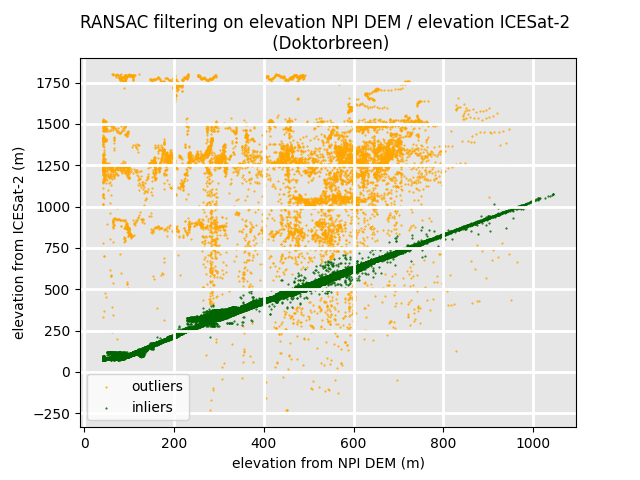 RANSAC filtering on elevation NPI DEM / elevation ICESat-2
(Doktorbreen)
elevation from ICESat-2 (m)
1750
1500
1250
1000
750
500
250
0
−250
outliers
inliers
0 200 400 600 800 1000
elevation from NPI DEM (m)